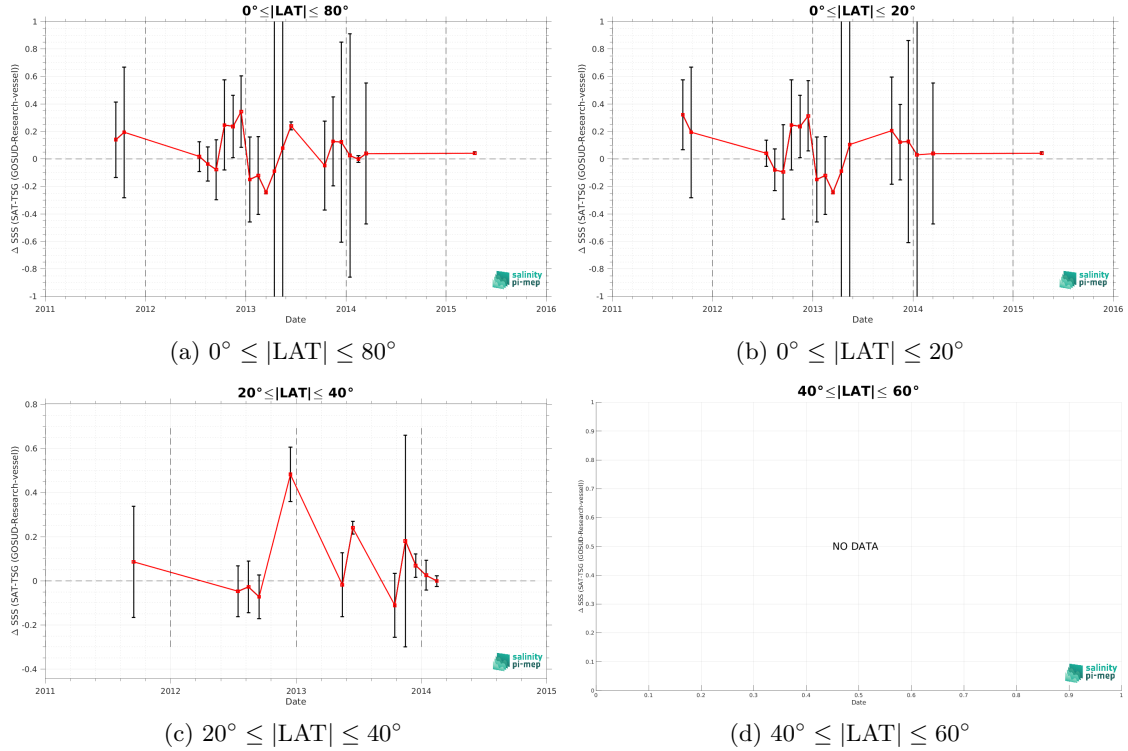 0°≤|LAT|≤ 80°
Δ SSS (SAT-TSG (GOSUD-Research-vessel))
1
0.8
0.6
0.4
0.2
0
-0.2
-0.4
-0.6
-0.8
-1
2011 2012 2013 2014 2015 2016
Date
salinity
pi-mep
(a) 0° ≤ |LAT| ≤ 80°
0°≤|LAT|≤ 20°
Δ SSS (SAT-TSG (GOSUD-Research-vessel))
1
0.8
0.6
0.4
0.2
0
-0.2
-0.4
-0.6
-0.8
-1
2011 2012 2013 2014 2015 2016
Date
salinity
pi-mep
(b) 0° ≤ |LAT| ≤ 20°
20°≤|LAT|≤ 40°
Δ SSS (SAT-TSG (GOSUD-Research-vessel))
0.8
0.6
0.4
0.2
0
-0.2
-0.4
2011 2012 2013 2014 2015
Date
salinity
pi-mep
(c) 20° ≤ |LAT| ≤ 40°
40°≤|LAT|≤ 60°
Δ SSS (SAT-TSG (GOSUD-Research-vessel))
1
0.9
0.8
0.7
0.6
0.5
0.4
0.3
0.2
0.1
0
NO DATA
0 0.1 0.2 0.3 0.4 0.5 0.6 0.7 0.8 0.9 1
Date
salinity
pi-mep
(d) 40° ≤ |LAT| ≤ 60°